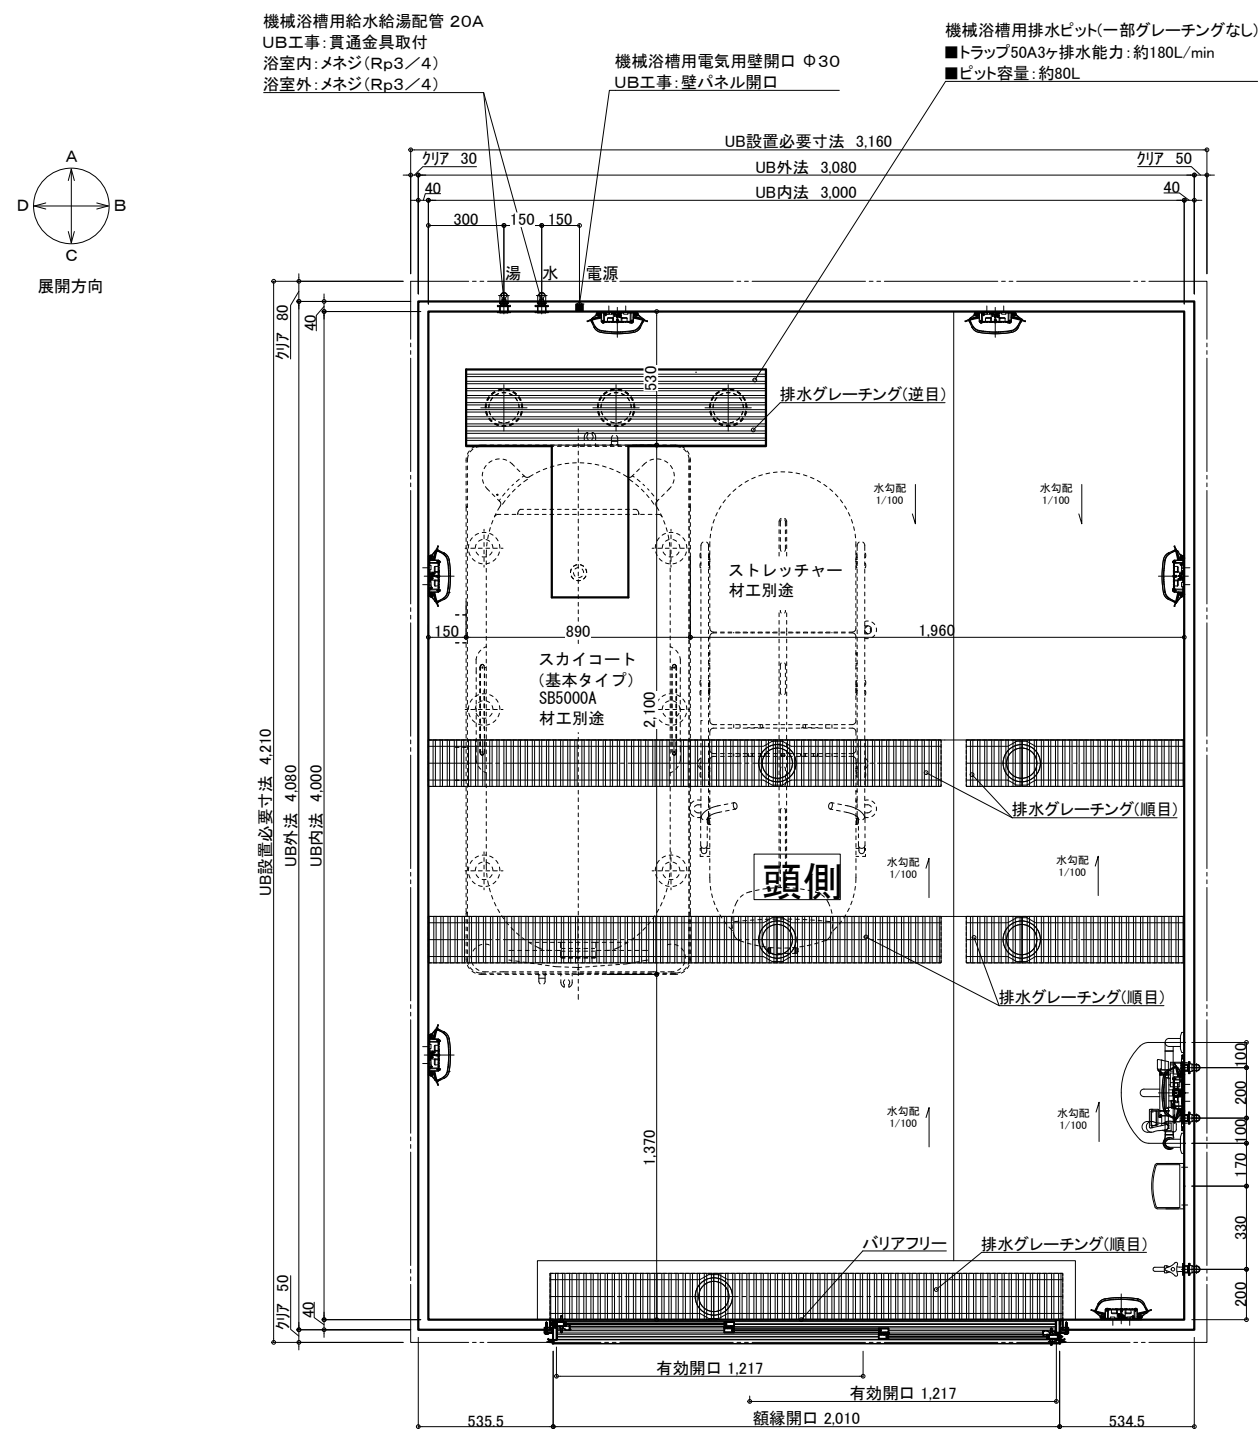 機械浴槽用給水給湯配管 20A
UB工事:貫通金具取付
浴室内:メネジ(Rp3/4)
浴室外:メネジ(Rp3/4)
機械浴槽用電気用壁開口 Φ30
UB工事:壁パネル開口
機械浴槽用排水ピット(一部グレーチングなし)
■トラップ50A3ヶ排水能力:約180L/min
■ピット容量:約80L
A
D
B
C
展開方向
UB設置必要寸法 3,160
クリア 30
UB外法 3,080
クリア 50
40
UB内法 3,000
40
300
150
150
湯
水
電源
クリア 80
40
530
排水グレーチング(逆目)
水勾配
1/100
水勾配
1/100
ストレッチャー
材工別途
150
890
1,960
スカイコート
(基本タイプ)
SB5000A
材工別途
2,100
UB設置必要寸法 4,210
UB外法 4,080
UB内法 4,000
排水グレーチング(順目)
頭側
水勾配
1/100
水勾配
1/100
排水グレーチング(順目)
水勾配
1/100
水勾配
1/100
1,370
100
200
100
170
330
200
バリアフリー
排水グレーチング(順目)
クリア 50
40
有効開口 1,217
有効開口 1,217
535.5
額縁開口 2,010
534.5